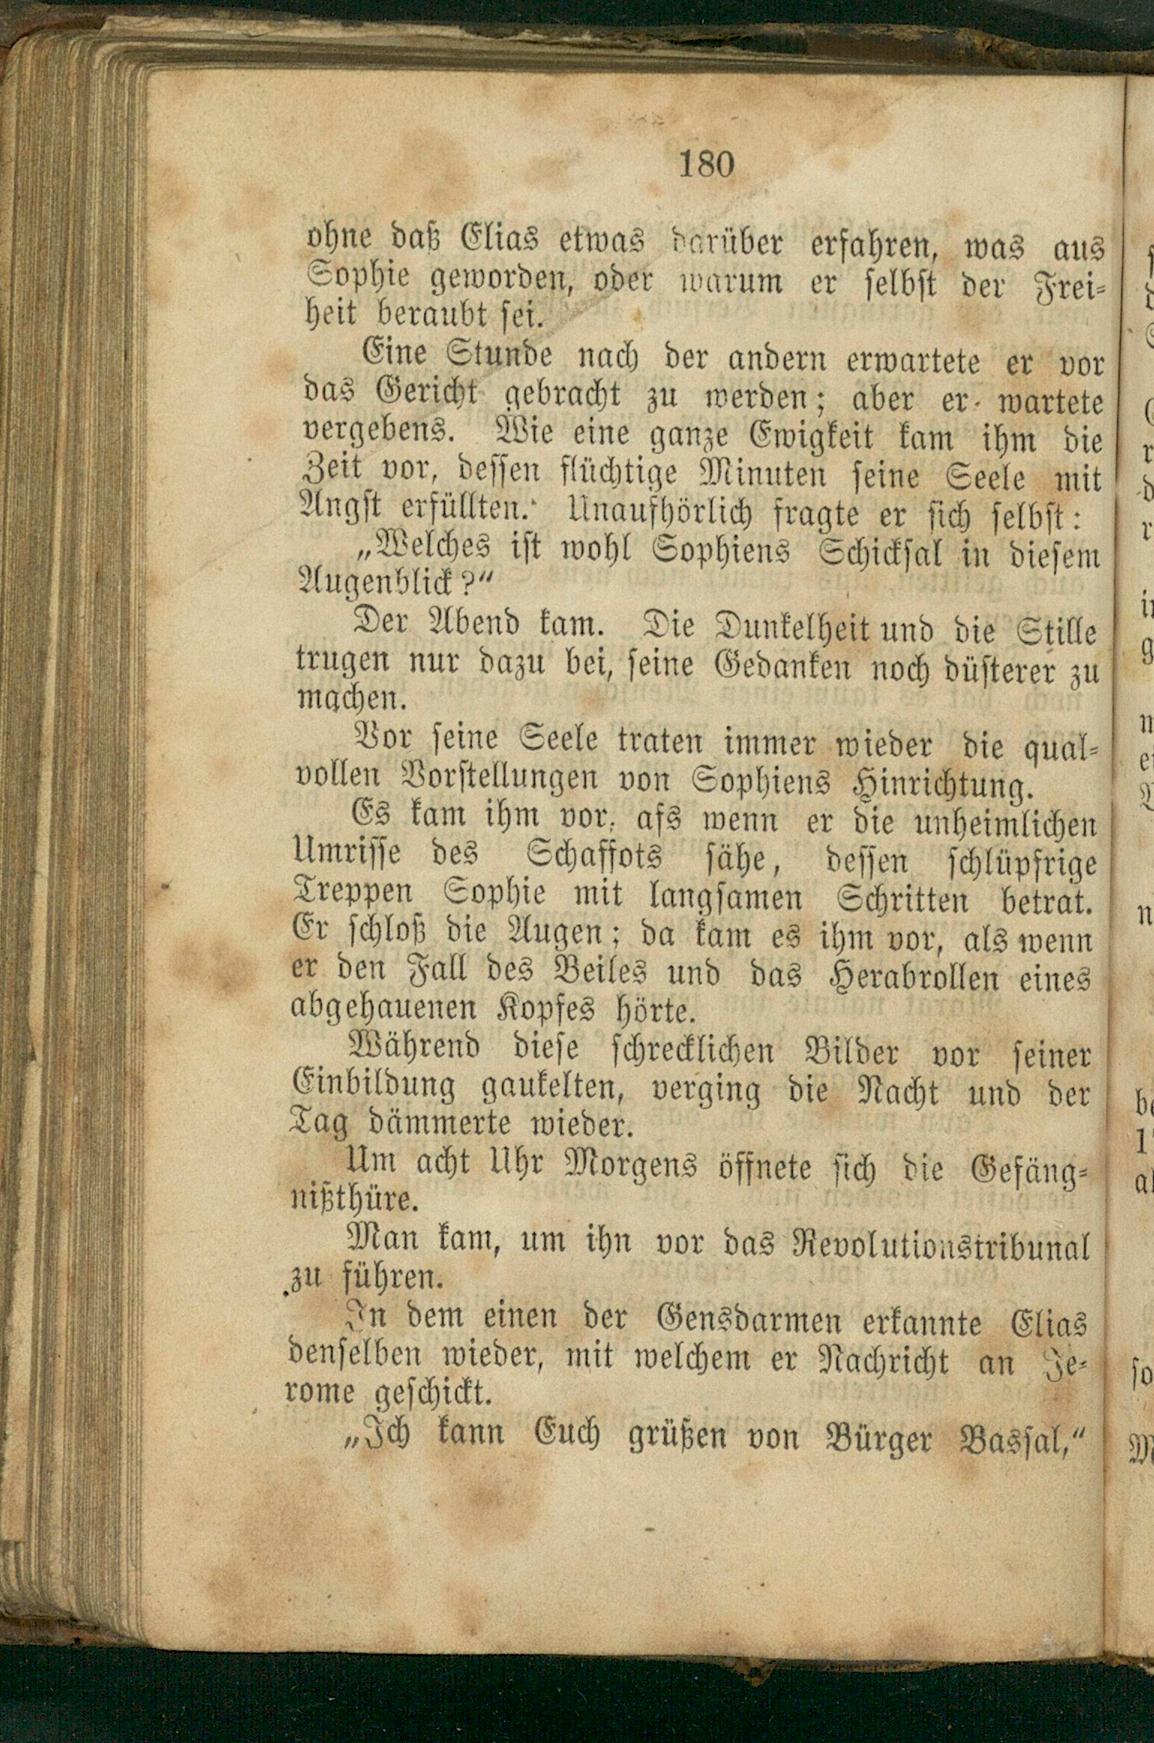 180
ohne daß Elias etwas darüber erfahren, was aus
Sophie geworden, oder warum er selbst der Frei-
heit beraubt sei.
Eine Stunde nach der andern erwartete er vor
das Gericht gebracht zu werden; aber er wartete
vergebens. Wie eine ganze Ewigkeit kam ihm die
Zeit vor, dessen flüchtige Minuten seine Seele mit
Angst erfüllten. Unaufhörlich fragte er sich selbst:
„Welches ist wohl Sophiens Schicksal in diesem
Augenblick?“
Der Abend kam. Die Dunkelheit und die Stille
trugen nur dazu bei, seine Gedanken noch düsterer zu
machen.
Vor seine Seele traten immer wieder die qual-
vollen Vorstellungen von Sophiens Hinrichtung.
Es kam ihm vor, afs wenn er die unheimlichen
Umrisse des Schaffots sähe, dessen schlüpfrige
Treppen Sophie mit langsamen Schritten betrat.
Er schloß die Augen; da kam es ihm vor, als wenn
er den Fall des Beiles und das Herabrollen eines
abgehauenen Kopfes hörte.
Während diese schrecklichen Bilder vor seiner
Einbildung gaukelten, verging die Nacht und der
Tag dämmerte wieder.
Um acht Uhr Morgens öffnete sich die Gefäng-
nißthüre.
Man kam, um ihn vor das Revolutionstribunal
zu führen.
In dem einen der Gensdarmen erkannte Elias
denselben wieder, mit welchem er Nachricht an Je-
rome geschickt.
„Ich kann Euch grüßen von Bürger Bassal,“